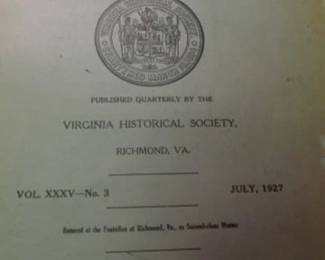 PUBLISHED QUARTERLY BY THE
VIRGINIA HISTORICAL SOCIETY,
RICHMOND, VA.
VOL. XXXV—No. 3 JULY, 1927
Entered at the Postoffice at Richmond, Va., as Second-class Matter